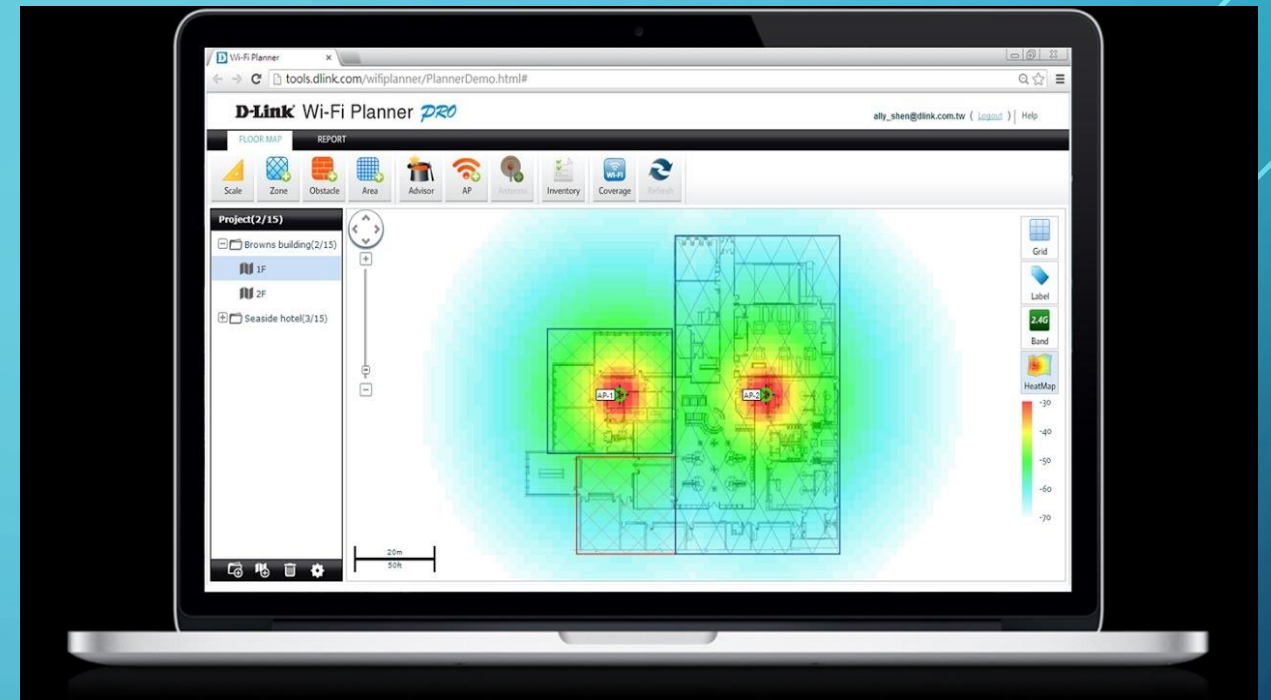 Wi-Fi Planner
tools.dlink.com/wifiplanner/PlannerDemo.html#
D-Link Wi-Fi Planner PRO
ally_shen@dlink.com.tw ( Logout ) | Help
FLOOR MAP REPORT
Scale Zone Obstacle Area Advisor AP Antenna Inventory Coverage Refresh
Project(2/15)
Browns building(2/15)
1F
2F
Seaside hotel(3/15)
AP-1 AP-2
20m
50ft
Grid
Label
2.4G
Band
HeatMap
-30
-40
-50
-60
-70